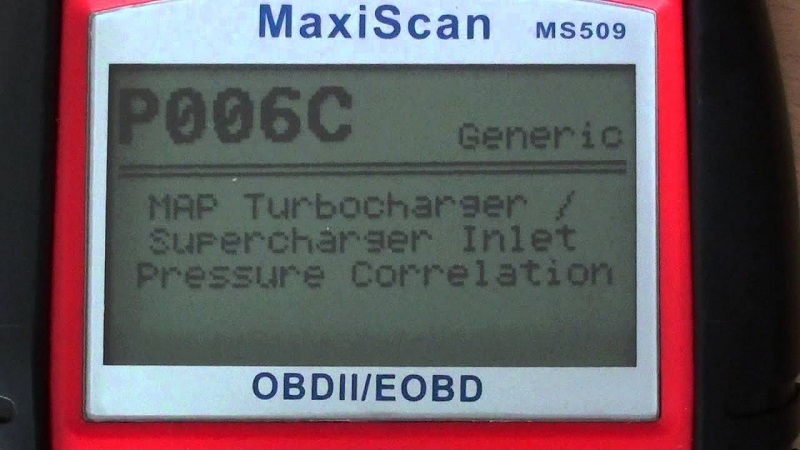 MaxiScan MS509
P006C Generic
MAP Turbocharger /
Supercharger Inlet
Pressure Correlation
OBDII/EOBD